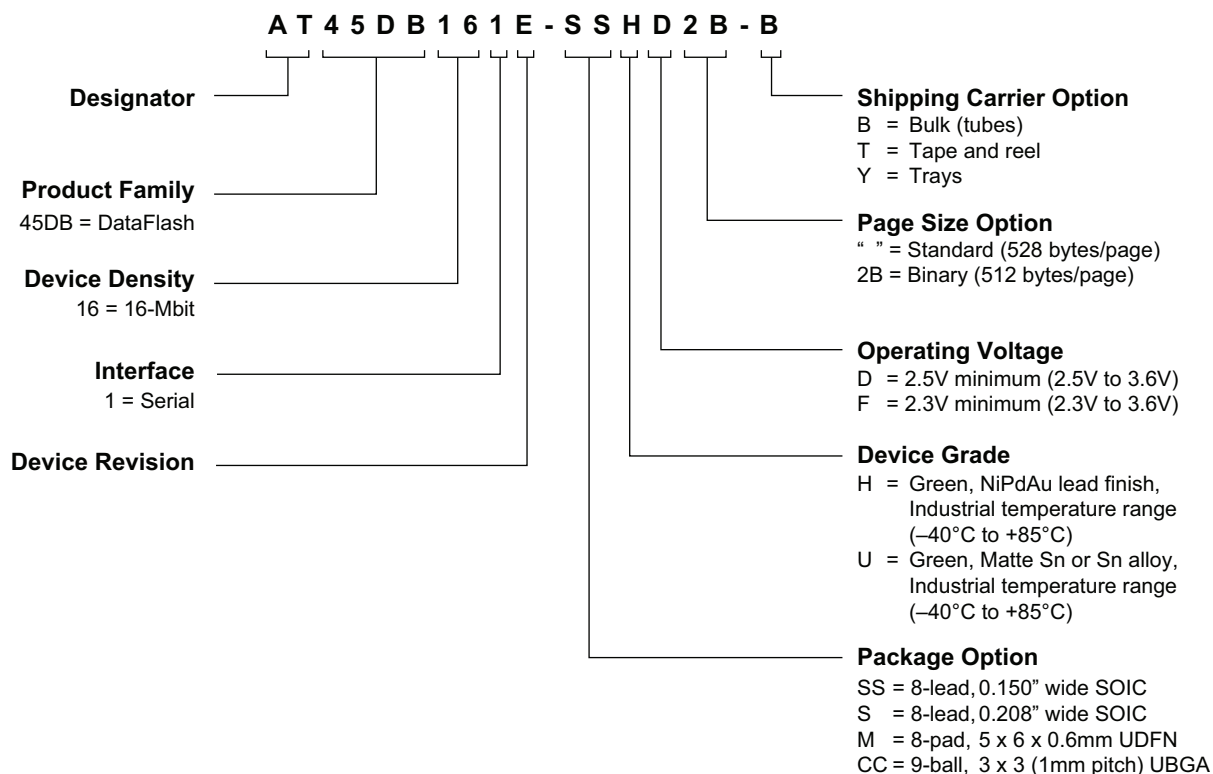 A T 4 5 D B 1 6 1 E - S S H D 2 B - B
Designator
Product Family
45DB = DataFlash
Device Density
16 = 16-Mbit
Interface
1 = Serial
Device Revision
Shipping Carrier Option
B = Bulk (tubes)
T = Tape and reel
Y = Trays
Page Size Option
“ ” = Standard (528 bytes/page)
2B = Binary (512 bytes/page)
Operating Voltage
D = 2.5V minimum (2.5V to 3.6V)
F = 2.3V minimum (2.3V to 3.6V)
Device Grade
H = Green, NiPdAu lead finish,
Industrial temperature range
(–40°C to +85°C)
U = Green, Matte Sn or Sn alloy,
Industrial temperature range
(–40°C to +85°C)
Package Option
SS = 8-lead, 0.150” wide SOIC
S = 8-lead, 0.208” wide SOIC
M = 8-pad, 5 x 6 x 0.6mm UDFN
CC = 9-ball, 3 x 3 (1mm pitch) UBGA